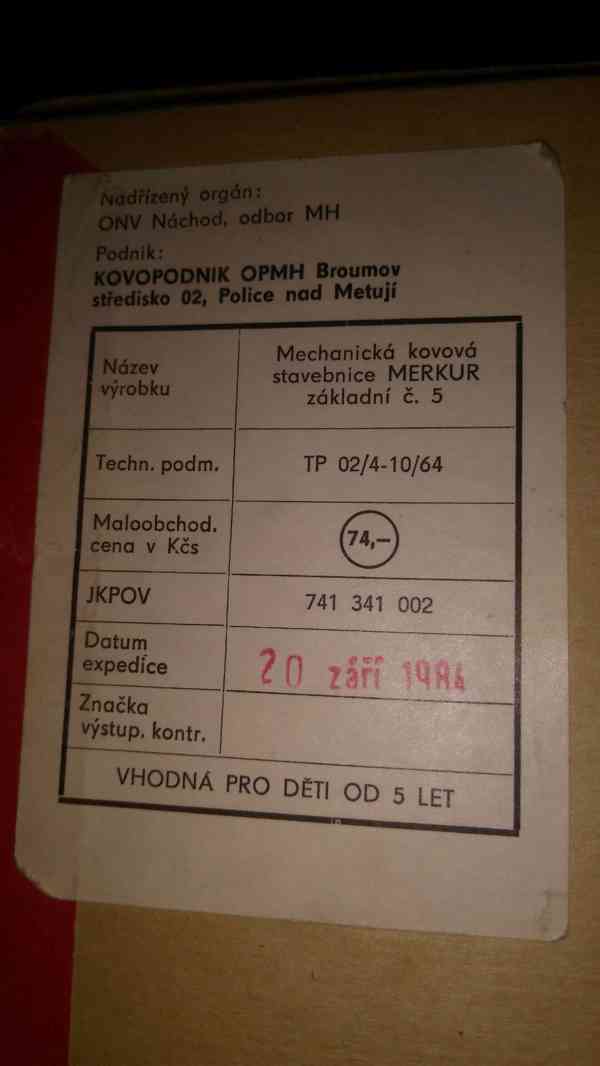 Nadřízený orgán:
ONV Náchod, odbor MH
Podnik:
KOVOPODNIK OPMH Broumov
středisko 02, Police nad Metují
Název
výrobku
Mechanická kovová
stavebnice MERKUR
základní č. 5
Techn. podm.
TP 02/4-10/64
Maloobchod.
cena v Kčs
74,–
JKPOV
741 341 002
Datum
expedice
20 září 1984
Značka
výstup. kontr.
VHODNÁ PRO DĚTI OD 5 LET